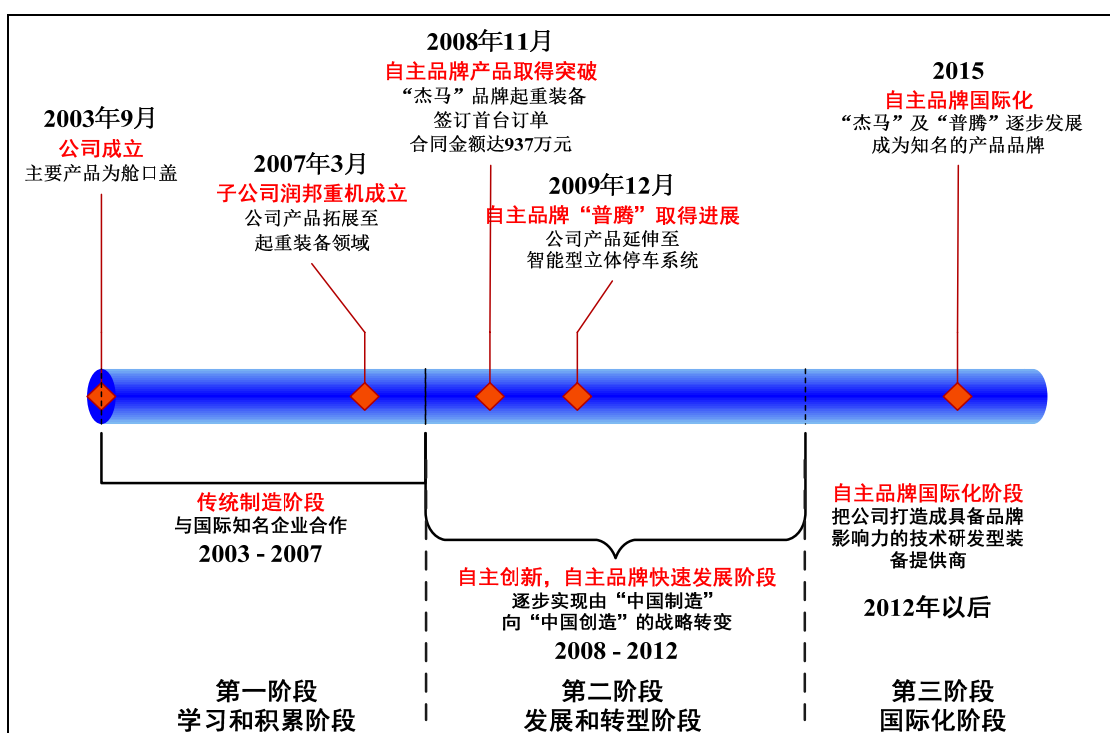 2003年9月
公司成立
主要产品为舱口盖
2007年3月
子公司润邦重机成立
公司产品拓展至
起重装备领域
2008年11月
自主品牌产品取得突破
“杰马”品牌起重装备
签订首台订单
合同金额达937万元
2009年12月
自主品牌“普腾”取得进展
公司产品延伸至
智能型立体停车系统
2015
自主品牌国际化
“杰马”及“普腾”逐步发展
成为知名的产品品牌
传统制造阶段
与国际知名企业合作
2003 - 2007
自主创新，自主品牌快速发展阶段
逐步实现由“中国制造”
向“中国创造”的战略转变
2008 - 2012
自主品牌国际化阶段
把公司打造成具备品牌
影响力的技术研发型装
备提供商
2012年以后
第一阶段
学习和积累阶段
第二阶段
发展和转型阶段
第三阶段
国际化阶段